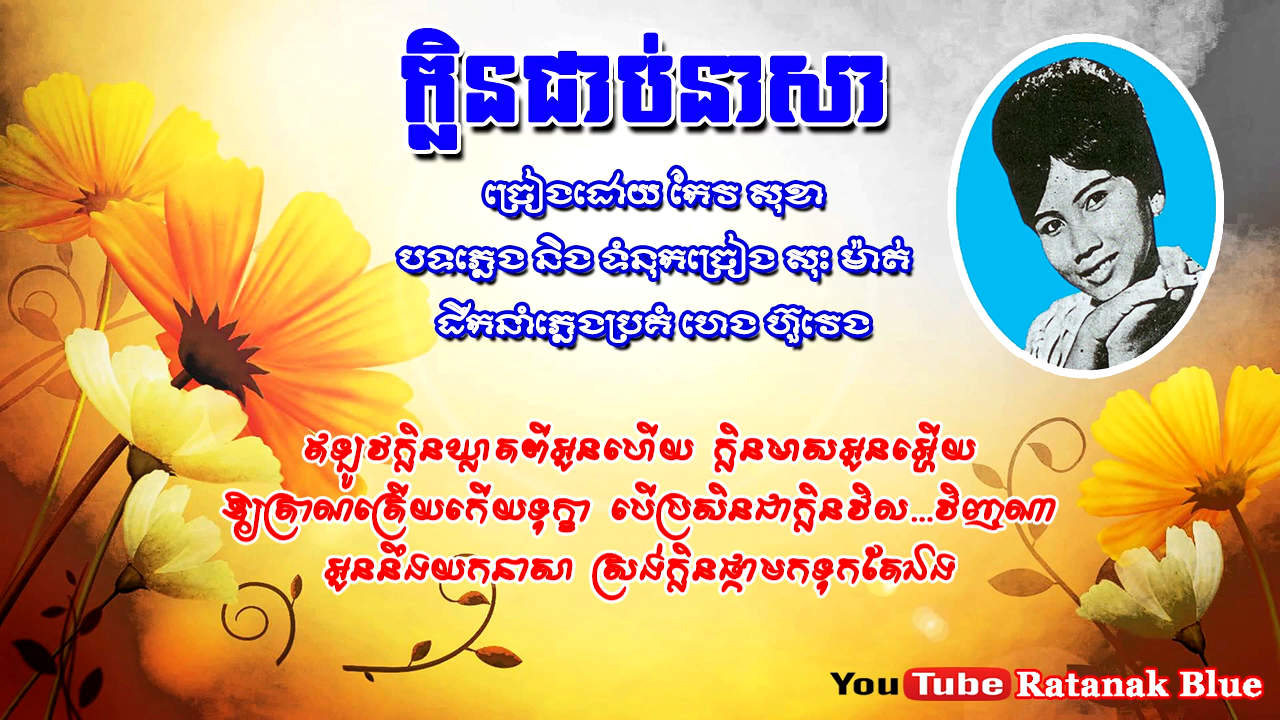 ក្លិនជាប់នាសា
ច្រៀងដោយ កែវ សុខា
បទភ្លេង និង ទំនុកច្រៀង សុះ ម៉ាត់
ដឹកនាំភ្លេងប្រគំ ហេង ហ៊ួវេង
ឥឡូវក្លិនឃ្លាតពីអូនហើយ ក្លិនមាសអូនអើយ
ឱ្យគ្រាណត្រើយកើយទុក្ខា បើប្រសិនជាក្លិនវិល...វិញណា
អូននឹងយកនាសា ស្រង់ក្លិនផ្កាមកទុកតែឯង
YouTube Ratanak Blue